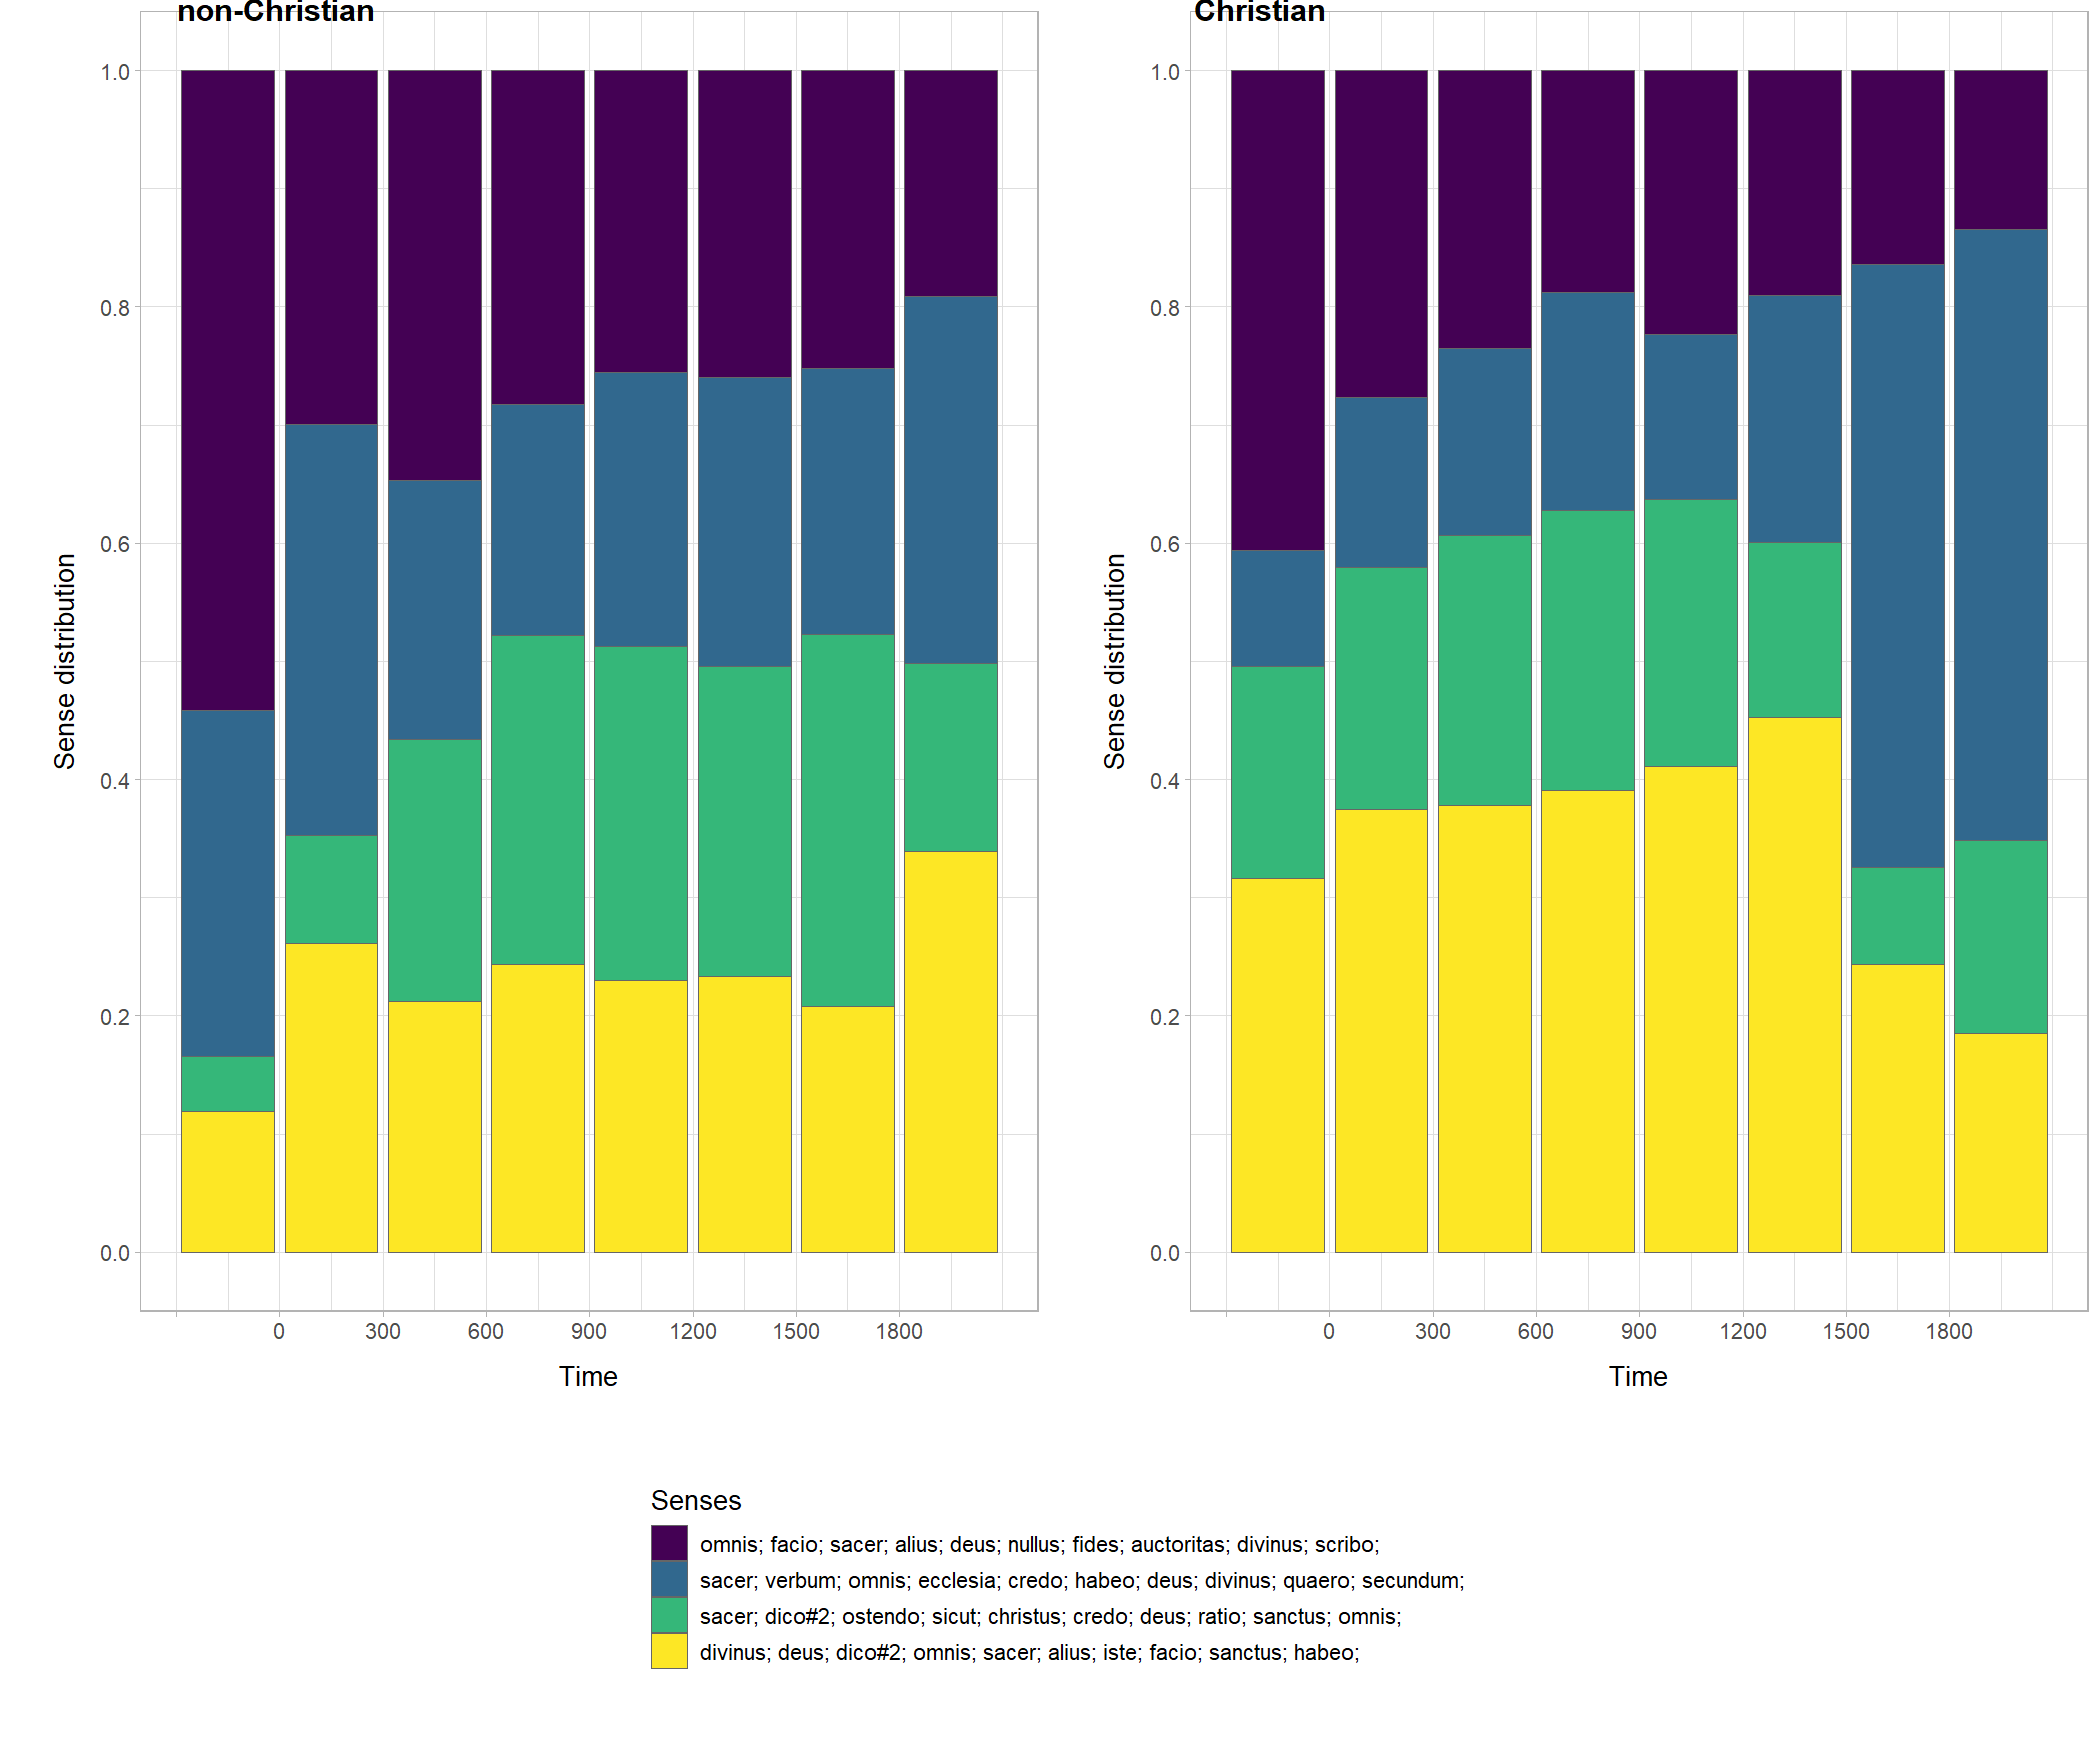 non-Christian
Christian
1.0
0.8
0.6
0.4
0.2
0.0
Sense distribution
0 300 600 900 1200 1500 1800
Time
1.0
0.8
0.6
0.4
0.2
0.0
Sense distribution
0 300 600 900 1200 1500 1800
Time
Senses
omnis; facio; sacer; alius; deus; nullus; fides; auctoritas; divinus; scribo;
sacer; verbum; omnis; ecclesia; credo; habeo; deus; divinus; quaero; secundum;
sacer; dico#2; ostendo; sicut; christus; credo; deus; ratio; sanctus; omnis;
divinus; deus; dico#2; omnis; sacer; alius; iste; facio; sanctus; habeo;